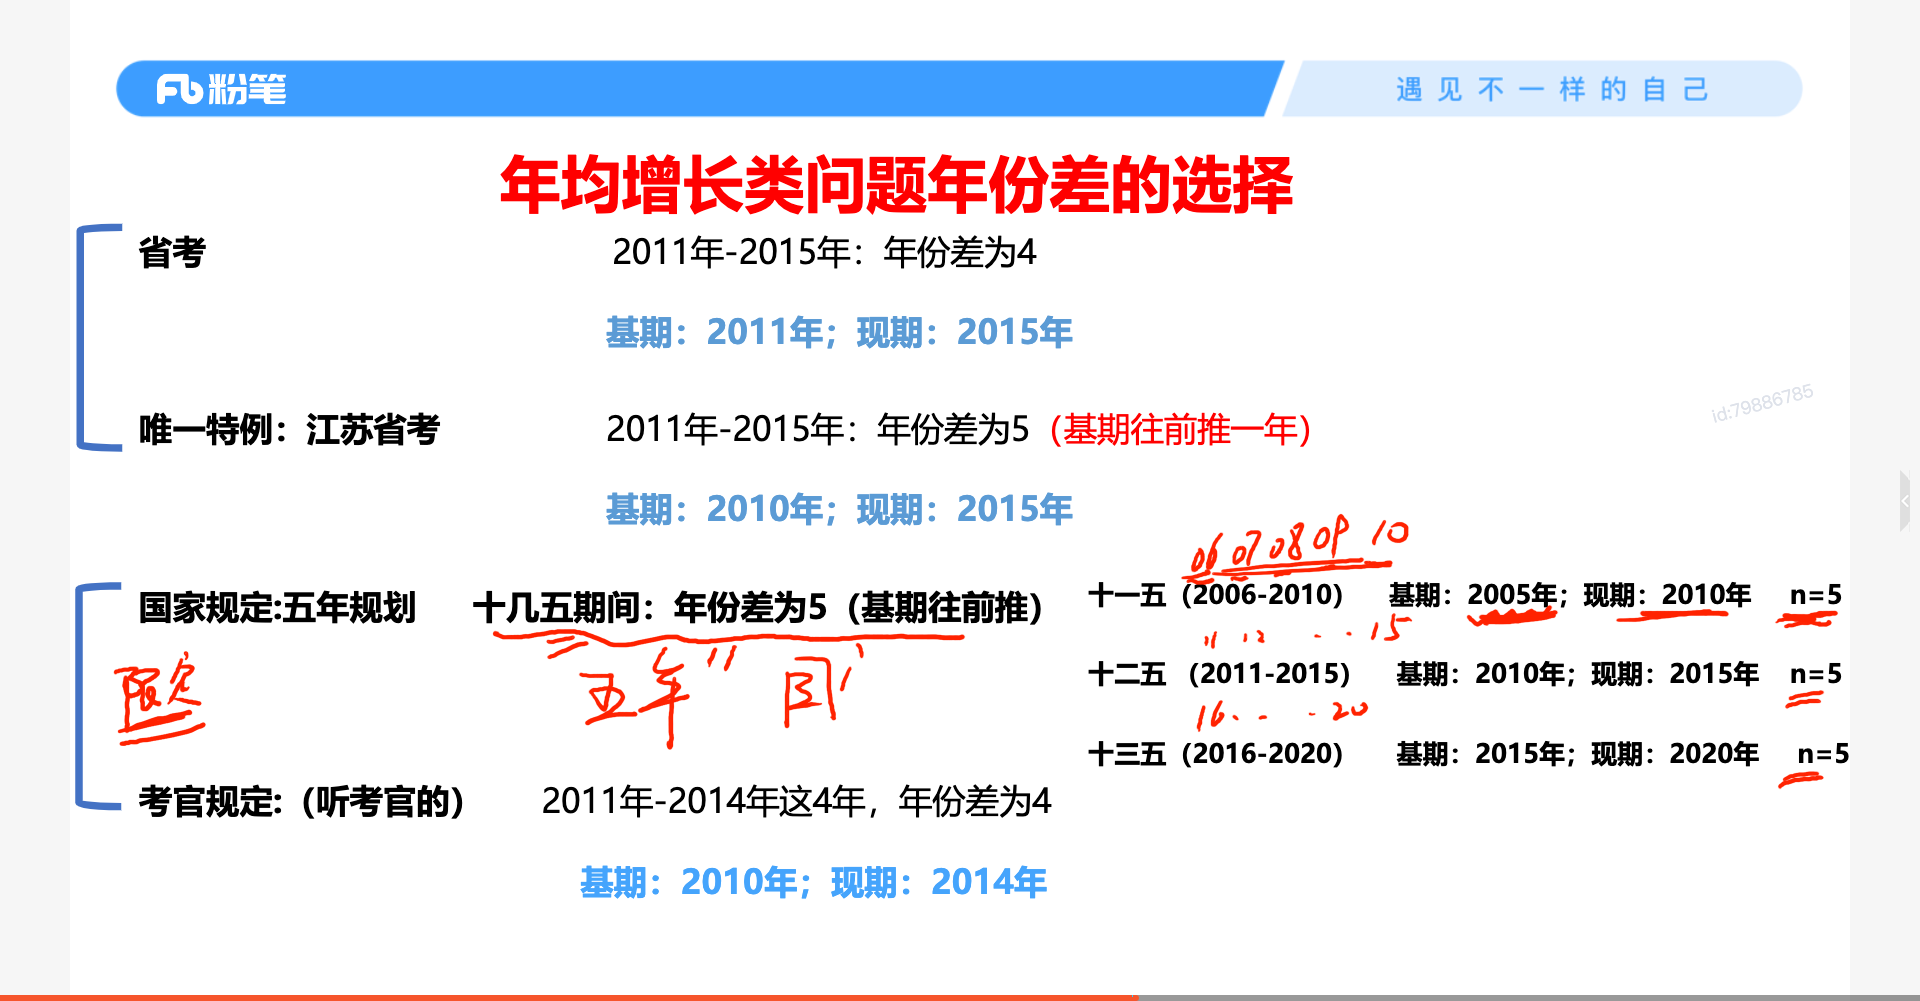 粉笔
遇见不一样的自己
年均增长类问题年份差的选择
省考 2011年-2015年：年份差为4
基期：2011年；现期：2015年
唯一特例：江苏省考 2011年-2015年：年份差为5（基期往前推一年）
基期：2010年；现期：2015年
id:79886785
06 07 08 09 10
国家规定:五年规划 十几五期间：年份差为5（基期往前推）
十一五（2006-2010） 基期：2005年；现期：2010年 n=5
11 12 . . 15
限定 五年
十二五 （2011-2015） 基期：2010年；现期：2015年 n=5
16. . . 20
十三五（2016-2020） 基期：2015年；现期：2020年 n=5
考官规定:（听考官的） 2011年-2014年这4年，年份差为4
基期：2010年；现期：2014年